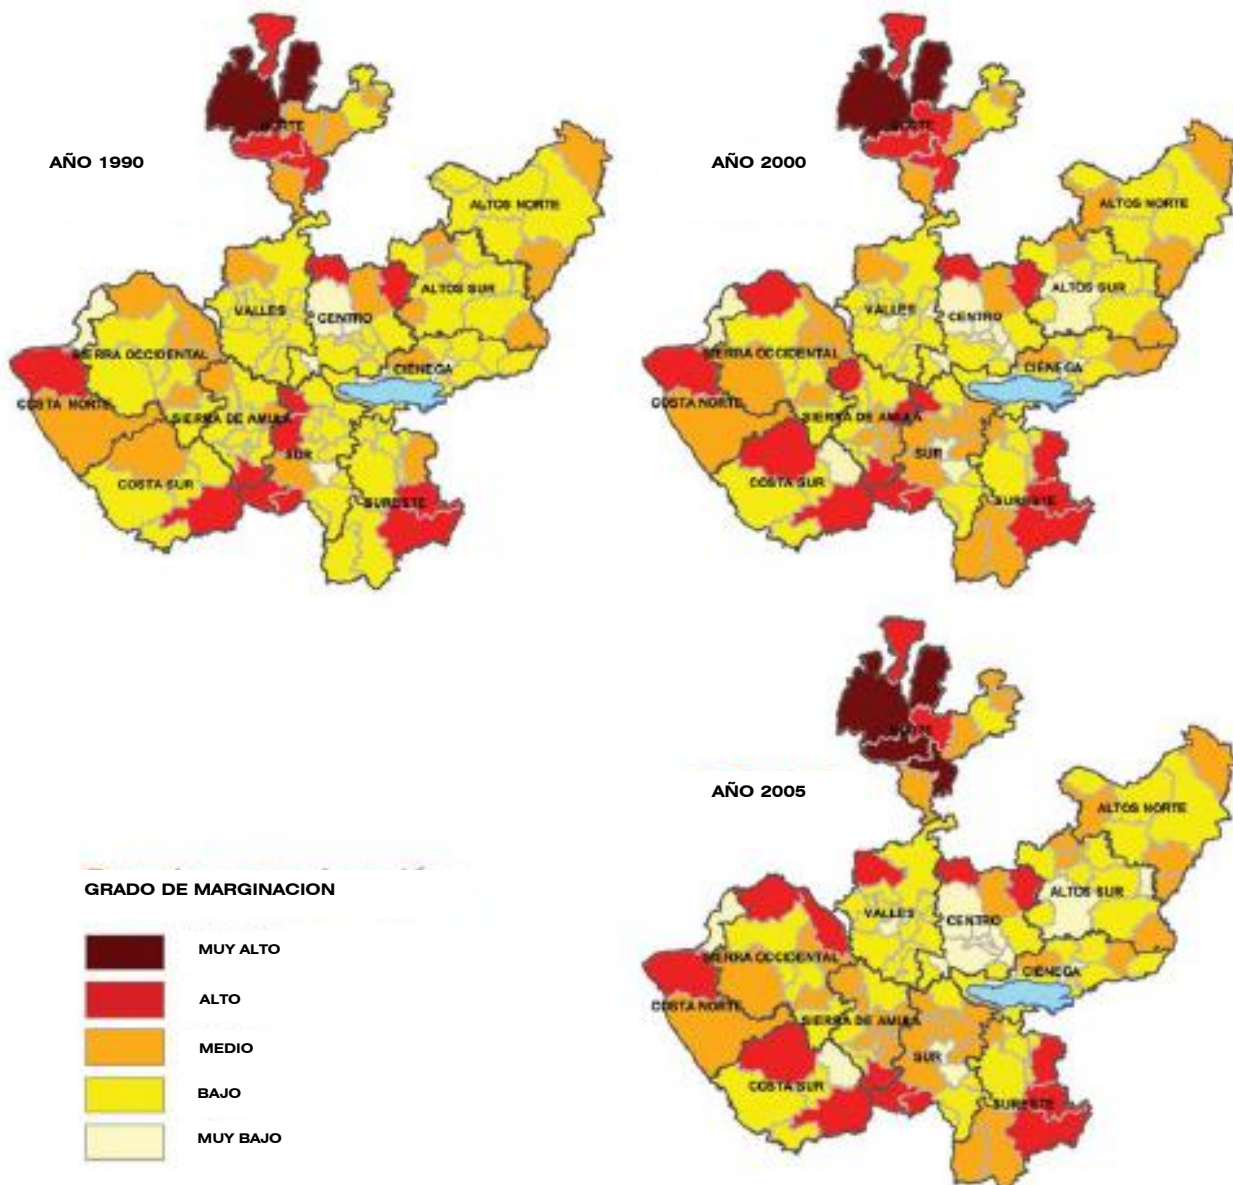 AÑO 1990
NORTE
ALTOS NORTE
ALTOS SUR
VALLES
CENTRO
SIERRA OCCIDENTAL
CIÉNEGA
COSTA NORTE
SIERRA DE AMULA
SUR
COSTA SUR
SURESTE
AÑO 2000
NORTE
ALTOS NORTE
ALTOS SUR
VALLES
CENTRO
SIERRA OCCIDENTAL
CIÉNEGA
COSTA NORTE
SIERRA DE AMULA
SUR
COSTA SUR
SURESTE
AÑO 2005
NORTE
ALTOS NORTE
ALTOS SUR
VALLES
CENTRO
SIERRA OCCIDENTAL
CIÉNEGA
COSTA NORTE
SIERRA DE AMULA
SUR
COSTA SUR
SURESTE
GRADO DE MARGINACION
MUY ALTO
ALTO
MEDIO
BAJO
MUY BAJO